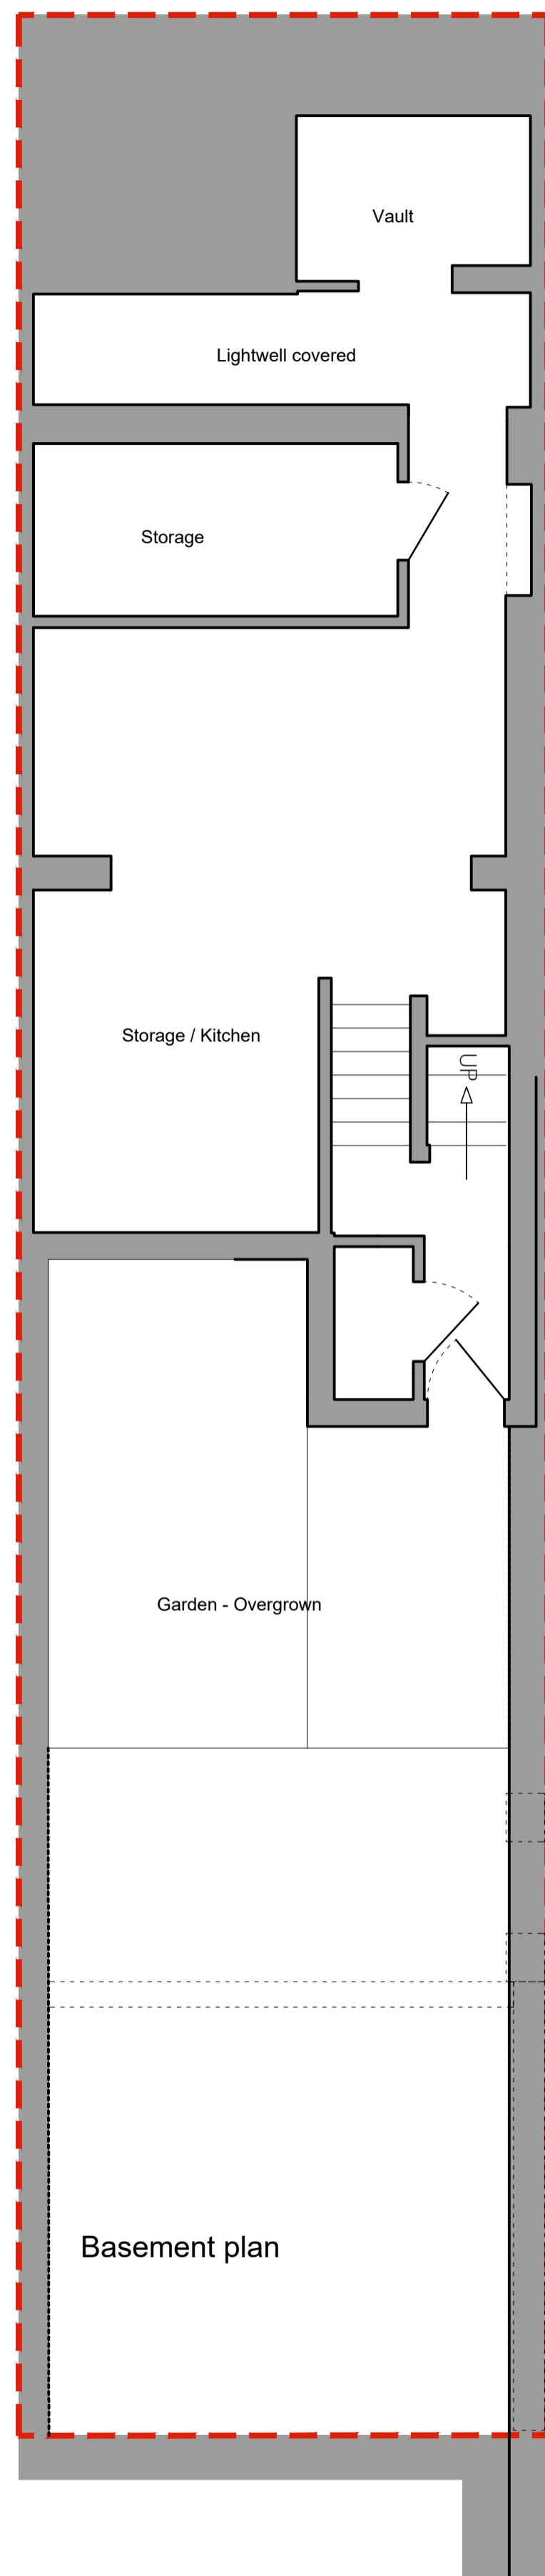 Vault
Lightwell covered
Storage
Storage / Kitchen
UP
Garden - Overgrown
Basement plan